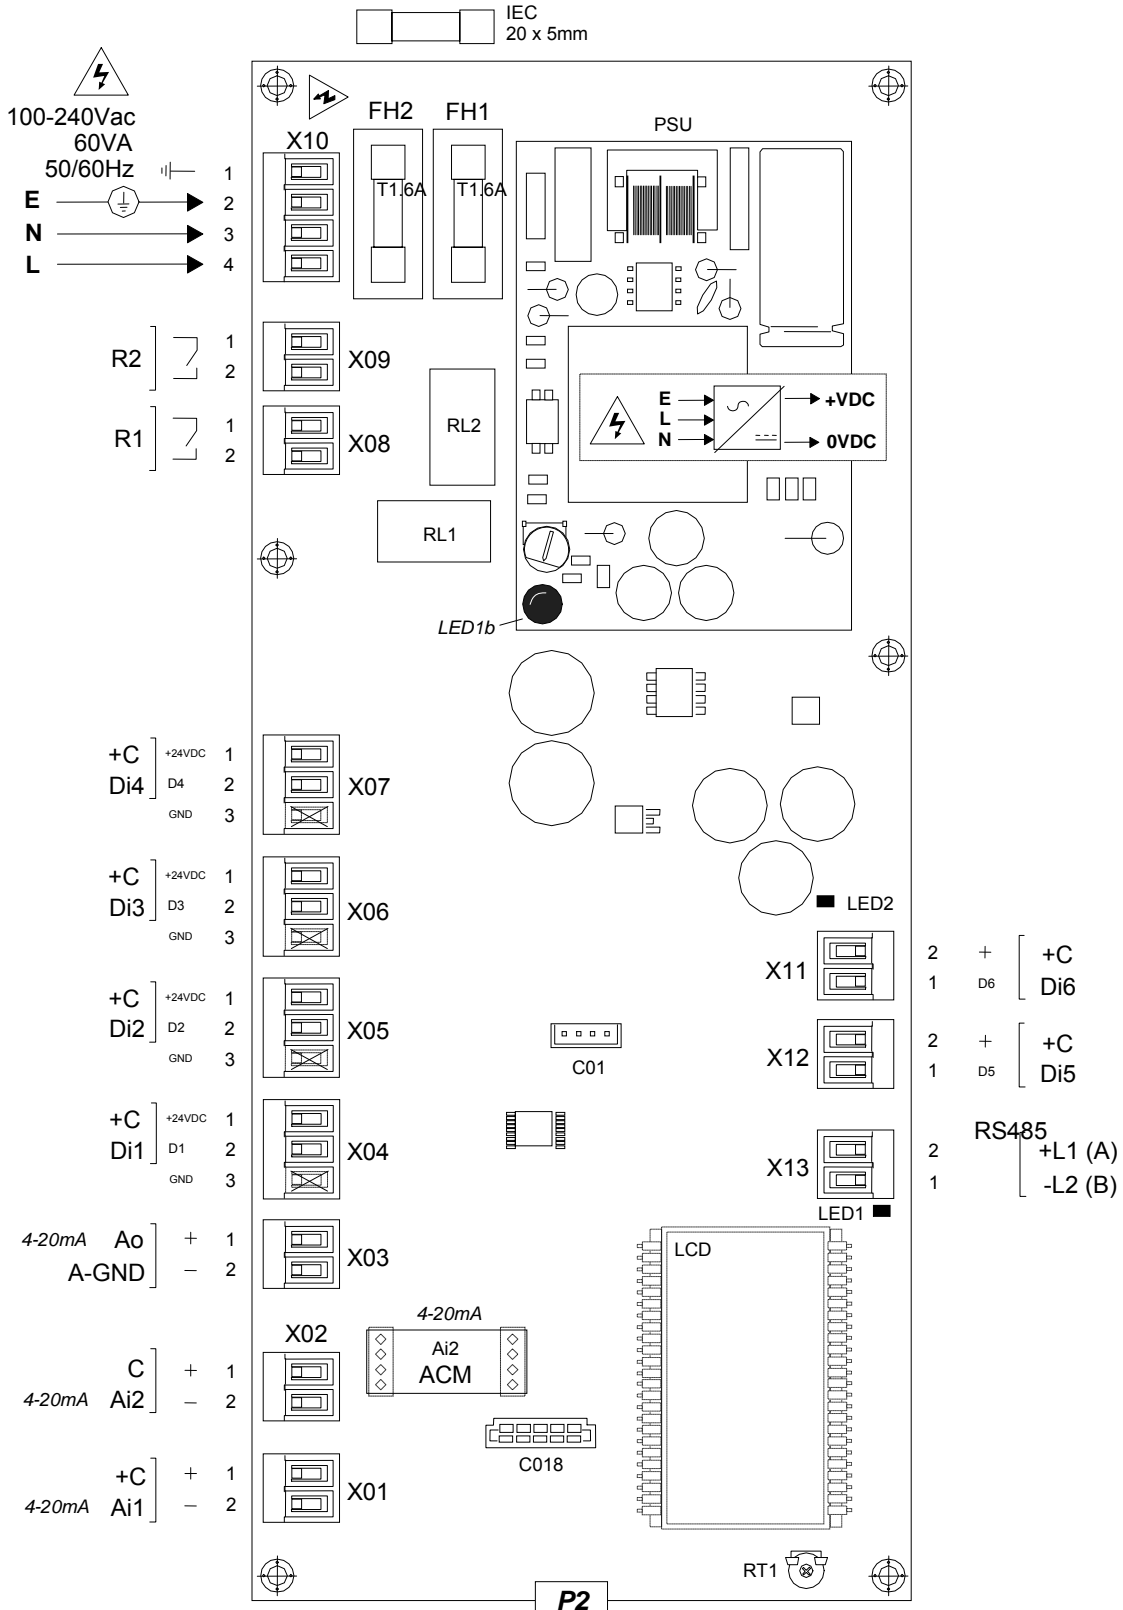 IEC
20 x 5mm
100-240Vac
60VA
50/60Hz
X10
FH2
FH1
PSU
T1.6A
T1.6A
1
E
2
N
3
L
4
R2
1
2
X09
R1
1
2
X08
RL2
RL1
E
L
N
+VDC
0VDC
LED1b
+C +24VDC 1
Di4 D4 2
GND 3
X07
+C +24VDC 1
Di3 D3 2
GND 3
X06
+C +24VDC 1
Di2 D2 2
GND 3
X05
+C +24VDC 1
Di1 D1 2
GND 3
X04
4-20mA Ao + 1
A-GND – 2
X03
X02
C + 1
4-20mA Ai2 – 2
+C + 1
4-20mA Ai1 – 2
X01
C01
4-20mA
Ai2
ACM
C018
LED2
X11
2 + +C
1 D6 Di6
X12
2 + +C
1 D5 Di5
RS485
X13
2 +L1 (A)
1 -L2 (B)
LED1
LCD
RT1
P2